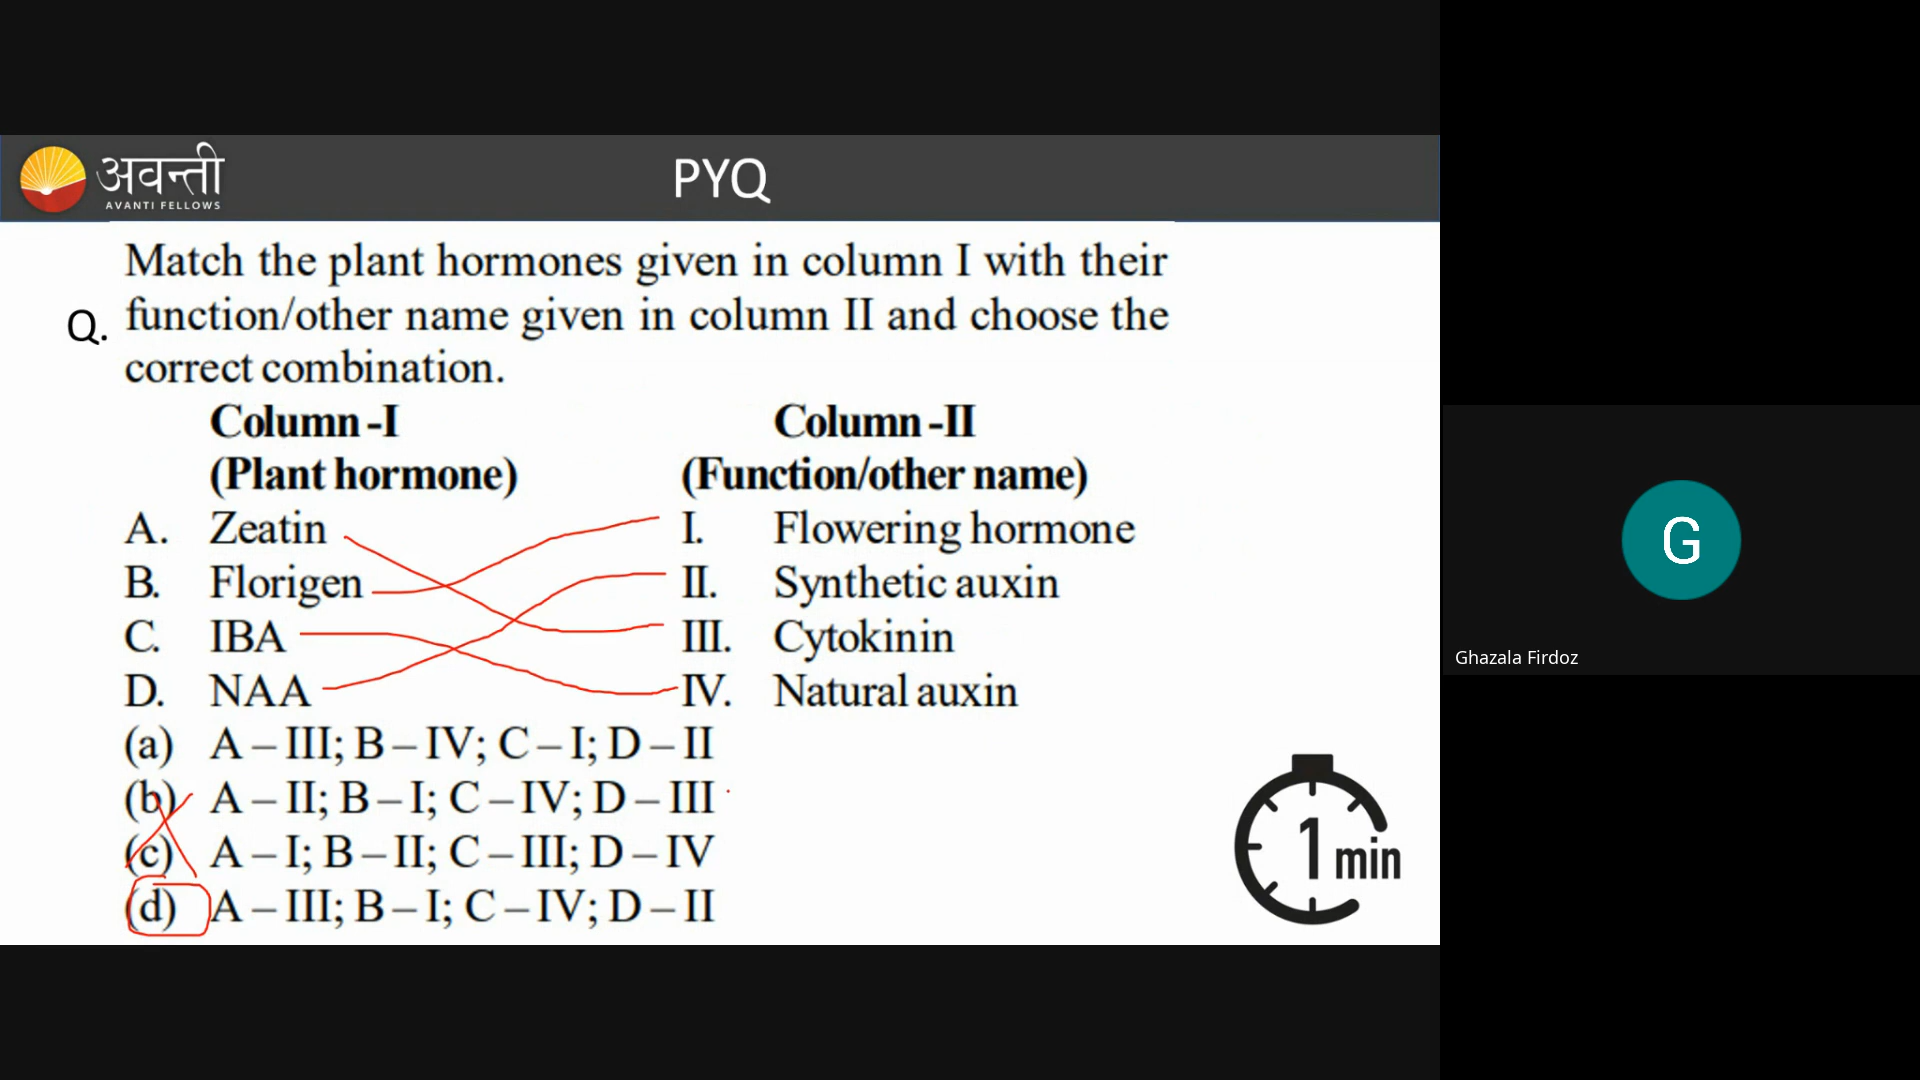 अवन्ती
AVANTI FELLOWS
PYQ
Match the plant hormones given in column I with their
Q. function/other name given in column II and choose the
correct combination.
Column -I Column -II
(Plant hormone) (Function/other name)
A. Zeatin I. Flowering hormone
B. Florigen II. Synthetic auxin
C. IBA III. Cytokinin
D. NAA IV. Natural auxin
(a) A – III; B – IV; C – I; D – II
(b) A – II; B – I; C – IV; D – III
(c) A – I; B – II; C – III; D – IV
(d) A – III; B – I; C – IV; D – II
1 min
G
Ghazala Firdoz